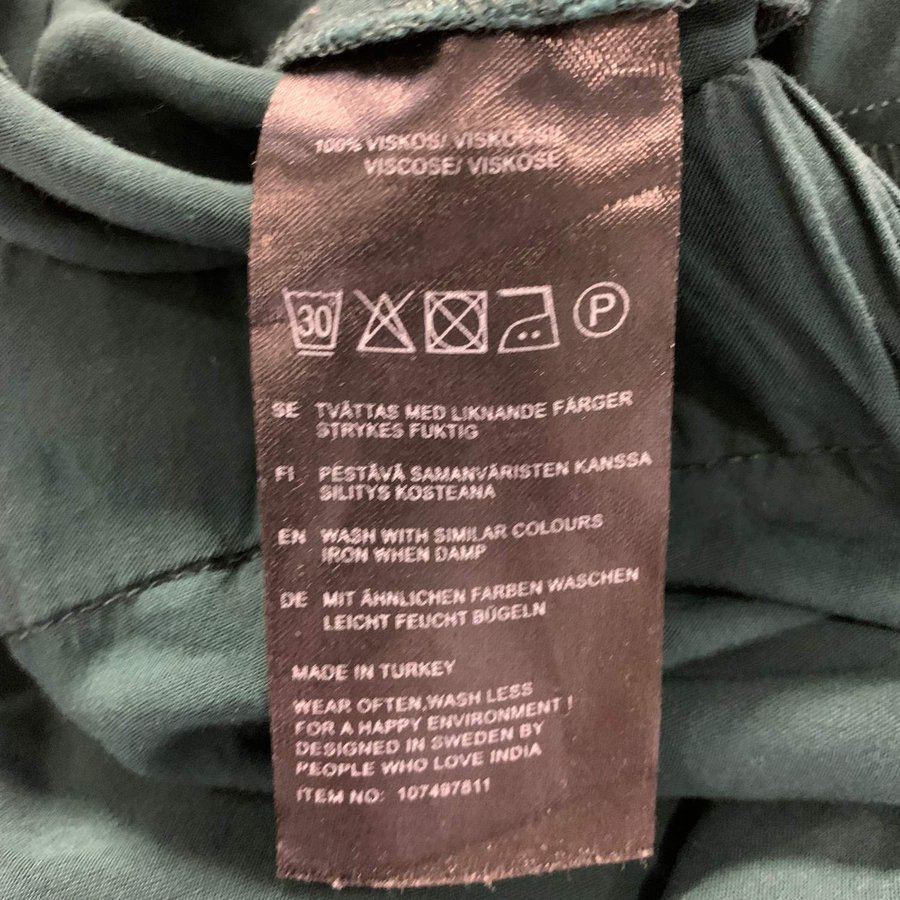 100% VISKOS/ VISKOOSI/
VISCOSE/ VISKOSE
30 P
SE TVÄTTAS MED LIKNANDE FÄRGER
STRYKES FUKTIG
FI PESTÄVÄ SAMANVÄRISTEN KANSSA
SILITYS KOSTEANA
EN WASH WITH SIMILAR COLOURS
IRON WHEN DAMP
DE MIT ÄHNLICHEN FARBEN WASCHEN
LEICHT FEUCHT BÜGELN
MADE IN TURKEY
WEAR OFTEN,WASH LESS
FOR A HAPPY ENVIRONMENT !
DESIGNED IN SWEDEN BY
PEOPLE WHO LOVE INDIA
ITEM NO: 107497811